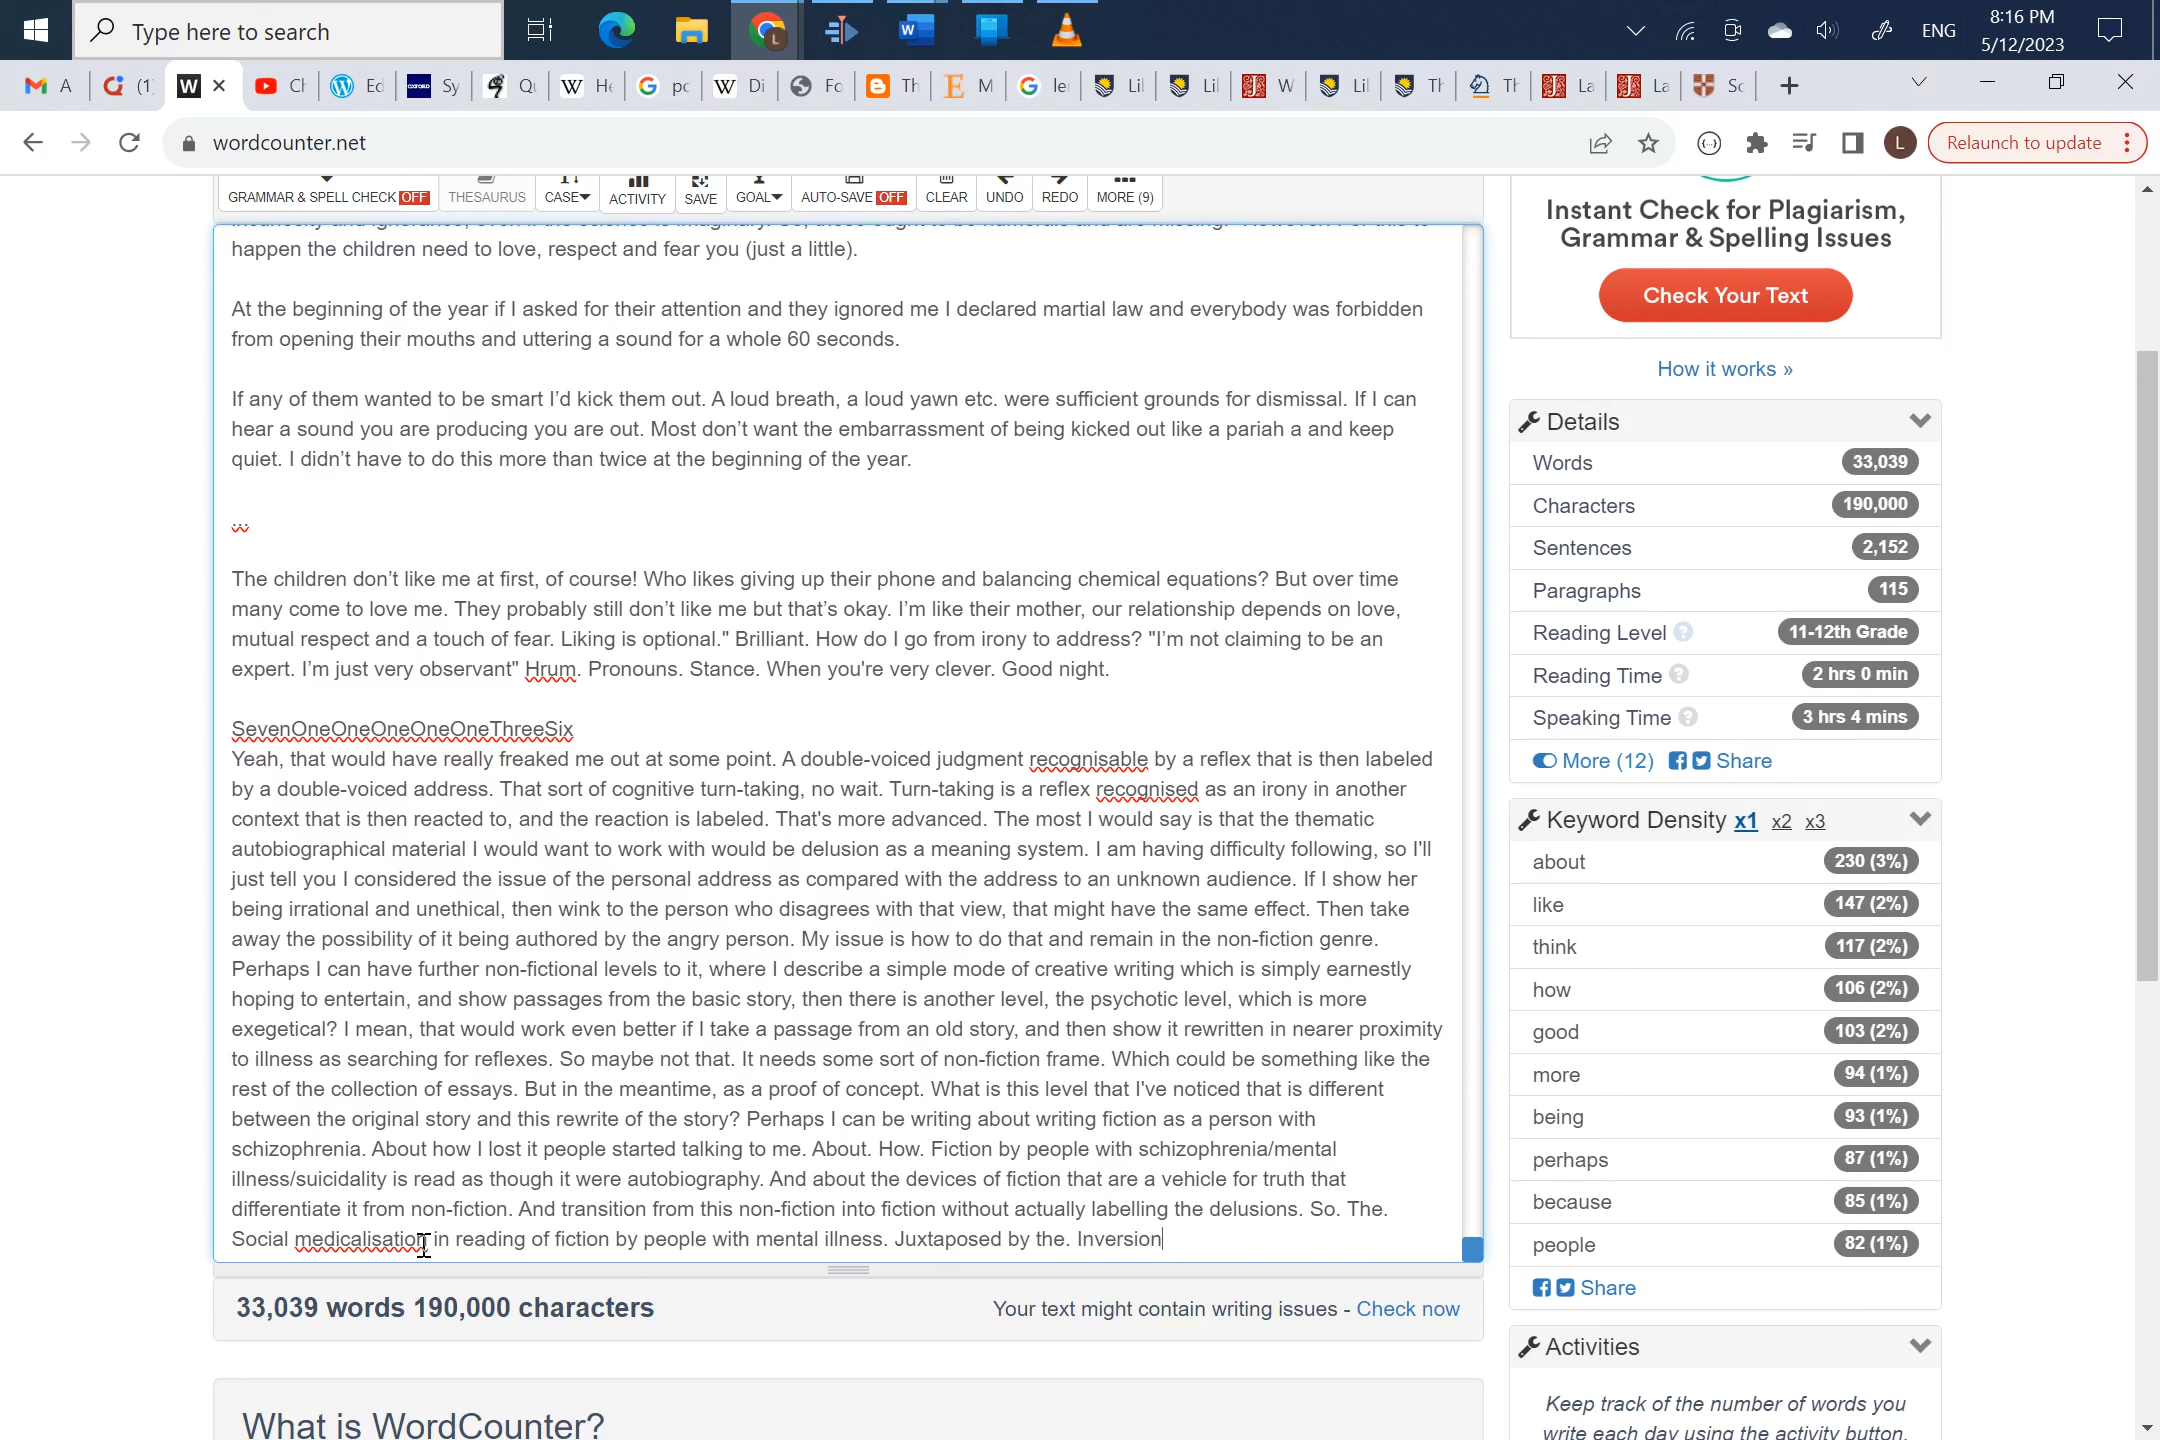 Type here to search
ENG
8:16 PM
5/12/2023
A
(1)
W
Ch
Ed
OXFORD Sy
Qu
He
pc
Di
Fo
Th
M
le
Lil
Lil
W
Lil
Th
Th
La
La
Sc
wordcounter.net
L
Relaunch to update
GRAMMAR & SPELL CHECK OFF
THESAURUS
CASE
ACTIVITY
SAVE
GOAL
AUTO-SAVE OFF
CLEAR
UNDO
REDO
MORE (9)
happen the children need to love, respect and fear you (just a little).
At the beginning of the year if I asked for their attention and they ignored me I declared martial law and everybody was forbidden
from opening their mouths and uttering a sound for a whole 60 seconds.
If any of them wanted to be smart I'd kick them out. A loud breath, a loud yawn etc. were sufficient grounds for dismissal. If I can
hear a sound you are producing you are out. Most don't want the embarrassment of being kicked out like a pariah a and keep
quiet. I didn't have to do this more than twice at the beginning of the year.
...
The children don't like me at first, of course! Who likes giving up their phone and balancing chemical equations? But over time
many come to love me. They probably still don't like me but that's okay. I'm like their mother, our relationship depends on love,
mutual respect and a touch of fear. Liking is optional." Brilliant. How do I go from irony to address? "I'm not claiming to be an
expert. I'm just very observant" Hrum. Pronouns. Stance. When you're very clever. Good night.
SevenOneOneOneOneOneThreeSix
Yeah, that would have really freaked me out at some point. A double-voiced judgment recognisable by a reflex that is then labeled
by a double-voiced address. That sort of cognitive turn-taking, no wait. Turn-taking is a reflex recognised as an irony in another
context that is then reacted to, and the reaction is labeled. That's more advanced. The most I would say is that the thematic
autobiographical material I would want to work with would be delusion as a meaning system. I am having difficulty following, so I'll
just tell you I considered the issue of the personal address as compared with the address to an unknown audience. If I show her
being irrational and unethical, then wink to the person who disagrees with that view, that might have the same effect. Then take
away the possibility of it being authored by the angry person. My issue is how to do that and remain in the non-fiction genre.
Perhaps I can have further non-fictional levels to it, where I describe a simple mode of creative writing which is simply earnestly
hoping to entertain, and show passages from the basic story, then there is another level, the psychotic level, which is more
exegetical? I mean, that would work even better if I take a passage from an old story, and then show it rewritten in nearer proximity
to illness as searching for reflexes. So maybe not that. It needs some sort of non-fiction frame. Which could be something like the
rest of the collection of essays. But in the meantime, as a proof of concept. What is this level that I've noticed that is different
between the original story and this rewrite of the story? Perhaps I can be writing about writing fiction as a person with
schizophrenia. About how I lost it people started talking to me. About. How. Fiction by people with schizophrenia/mental
illness/suicidality is read as though it were autobiography. And about the devices of fiction that are a vehicle for truth that
differentiate it from non-fiction. And transition from this non-fiction into fiction without actually labelling the delusions. So. The.
Social medicalisation in reading of fiction by people with mental illness. Juxtaposed by the. Inversion
33,039 words 190,000 characters
Your text might contain writing issues - Check now
What is WordCounter?
Instant Check for Plagiarism,
Grammar & Spelling Issues
Check Your Text
How it works »
Details
Words 33,039
Characters 190,000
Sentences 2,152
Paragraphs 115
Reading Level ? 11-12th Grade
Reading Time ? 2 hrs 0 min
Speaking Time ? 3 hrs 4 mins
More (12) Share
Keyword Density x1 x2 x3
about 230 (3%)
like 147 (2%)
think 117 (2%)
how 106 (2%)
good 103 (2%)
more 94 (1%)
being 93 (1%)
perhaps 87 (1%)
because 85 (1%)
people 82 (1%)
Share
Activities
Keep track of the number of words you
write each day using the activity button.